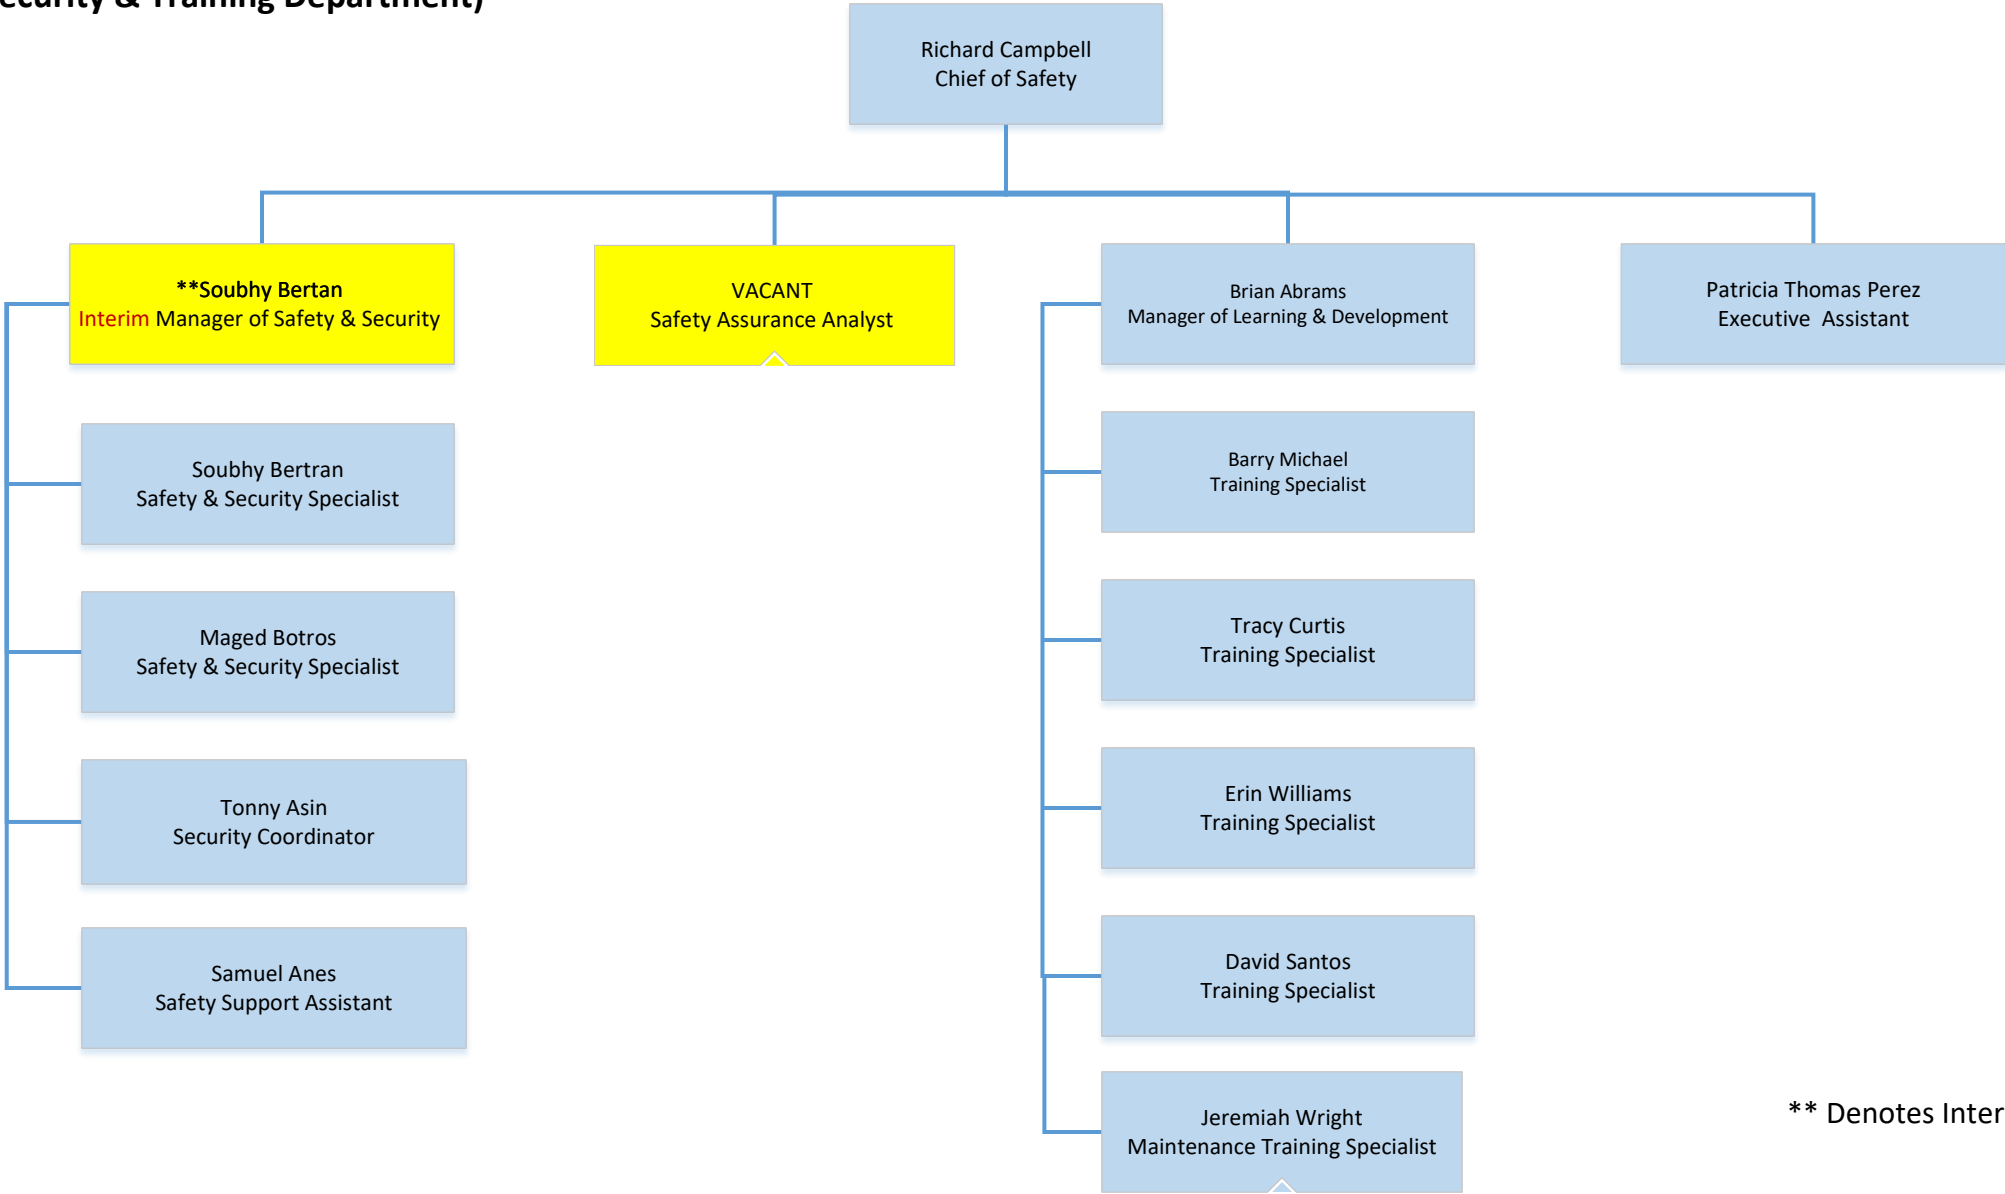 Security & Training Department)
Richard Campbell
Chief of Safety
**Soubhy Bertan
Interim Manager of Safety & Security
VACANT
Safety Assurance Analyst
Brian Abrams
Manager of Learning & Development
Patricia Thomas Perez
Executive Assistant
Soubhy Bertran
Safety & Security Specialist
Maged Botros
Safety & Security Specialist
Tonny Asin
Security Coordinator
Samuel Anes
Safety Support Assistant
Barry Michael
Training Specialist
Tracy Curtis
Training Specialist
Erin Williams
Training Specialist
David Santos
Training Specialist
Jeremiah Wright
Maintenance Training Specialist
** Denotes Inter